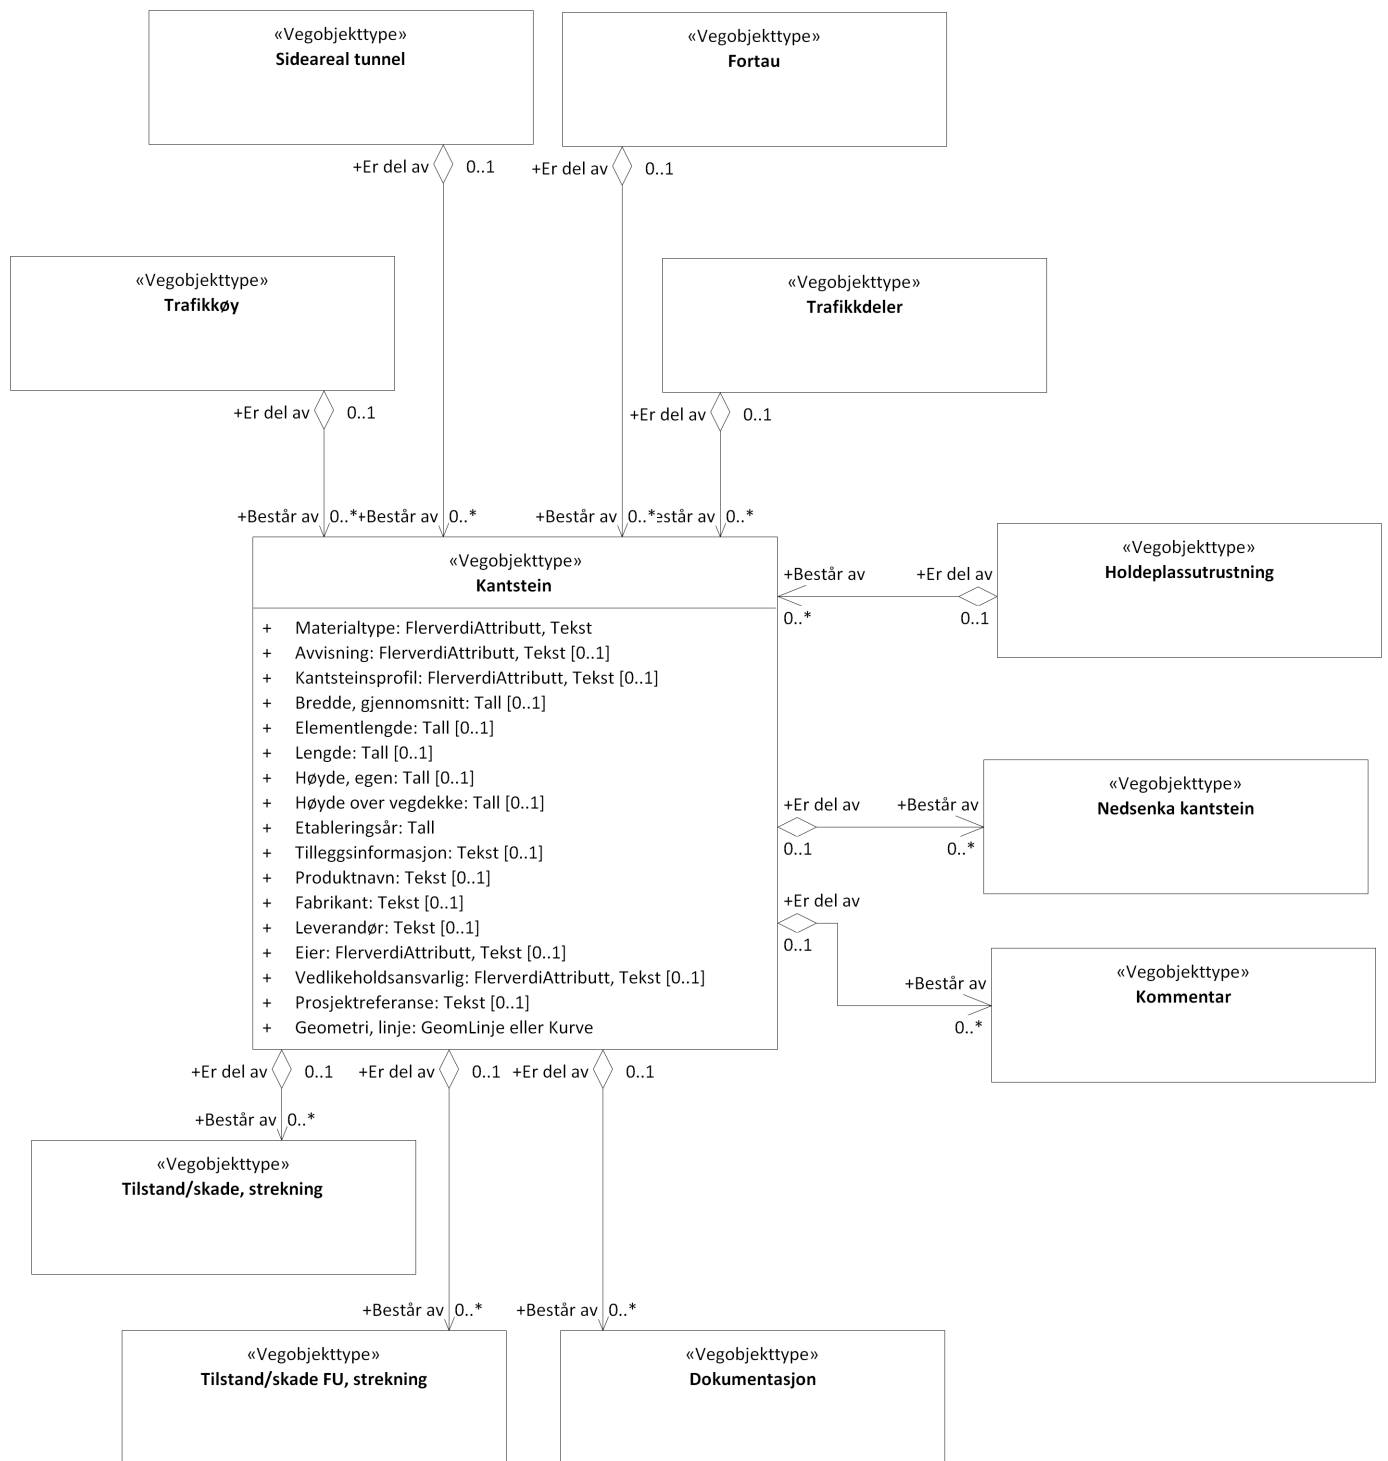 «Vegobjekttype»
Sideareal tunnel
«Vegobjekttype»
Fortau
+Er del av 0..1
+Er del av 0..1
«Vegobjekttype»
Trafikkøy
«Vegobjekttype»
Trafikkdeler
+Er del av 0..1
+Er del av 0..1
+Består av 0..*
+Består av 0..*
+Består av 0..*
estår av 0..*
«Vegobjekttype»
Kantstein
+ Materialtype: FlerverdiAttributt, Tekst
+ Avvisning: FlerverdiAttributt, Tekst [0..1]
+ Kantsteinsprofil: FlerverdiAttributt, Tekst [0..1]
+ Bredde, gjennomsnitt: Tall [0..1]
+ Elementlengde: Tall [0..1]
+ Lengde: Tall [0..1]
+ Høyde, egen: Tall [0..1]
+ Høyde over vegdekke: Tall [0..1]
+ Etableringsår: Tall
+ Tilleggsinformasjon: Tekst [0..1]
+ Produktnavn: Tekst [0..1]
+ Fabrikant: Tekst [0..1]
+ Leverandør: Tekst [0..1]
+ Eier: FlerverdiAttributt, Tekst [0..1]
+ Vedlikeholdsansvarlig: FlerverdiAttributt, Tekst [0..1]
+ Prosjektreferanse: Tekst [0..1]
+ Geometri, linje: GeomLinje eller Kurve
+Består av +Er del av
0..* 0..1
«Vegobjekttype»
Holdeplassutrustning
+Er del av +Består av
0..1 0..*
«Vegobjekttype»
Nedsenka kantstein
+Er del av
0..1
+Består av
0..*
«Vegobjekttype»
Kommentar
+Er del av 0..1
+Er del av 0..1
+Er del av 0..1
+Består av 0..*
«Vegobjekttype»
Tilstand/skade, strekning
+Består av 0..*
+Består av 0..*
«Vegobjekttype»
Tilstand/skade FU, strekning
«Vegobjekttype»
Dokumentasjon